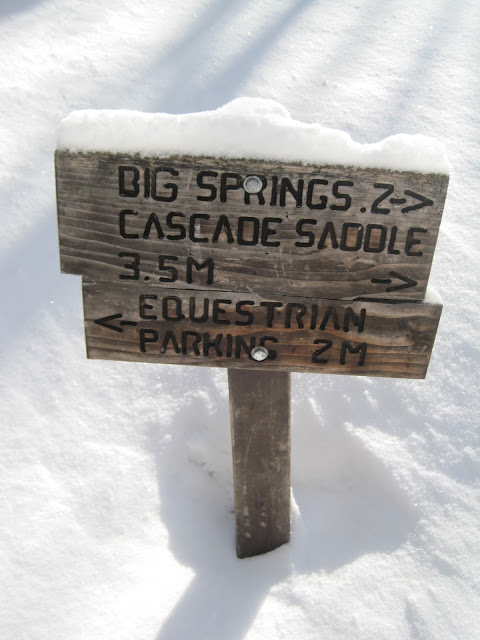 BIG SPRINGS .2→
CASCADE SADDLE
3.5M →
← EQUESTRIAN
PARKING 2M